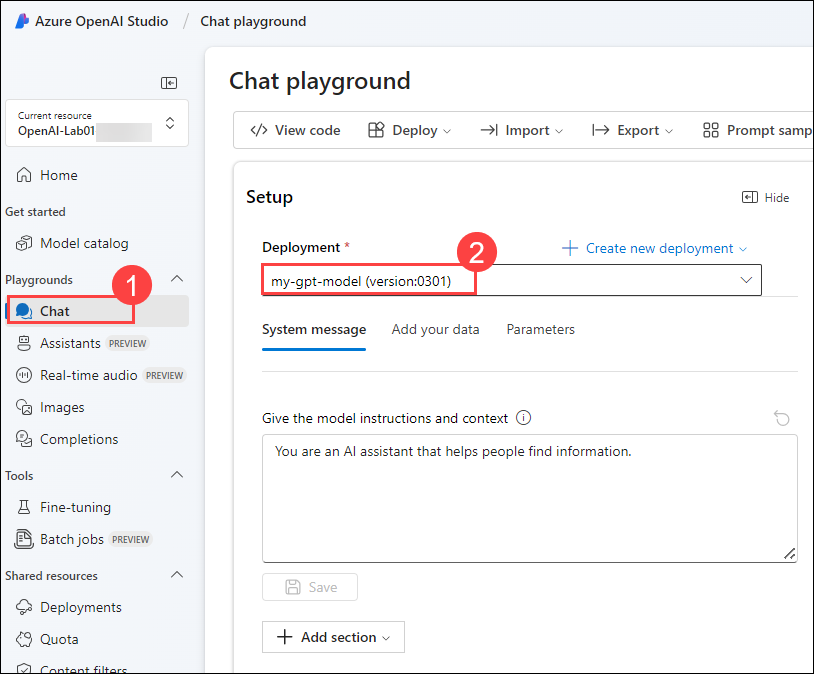 Azure OpenAI Studio / Chat playground
Current resource
OpenAI-Lab01
Home
Get started
Model catalog
Playgrounds
1
Chat
Assistants PREVIEW
Real-time audio PREVIEW
Images
Completions
Tools
Fine-tuning
Batch jobs PREVIEW
Shared resources
Deployments
Quota
Content filters
Chat playground
</> View code Deploy Import Export Prompt samp
Setup
Hide
Deployment *
2
Create new deployment
my-gpt-model (version:0301)
System message Add your data Parameters
Give the model instructions and context
You are an AI assistant that helps people find information.
Save
Add section